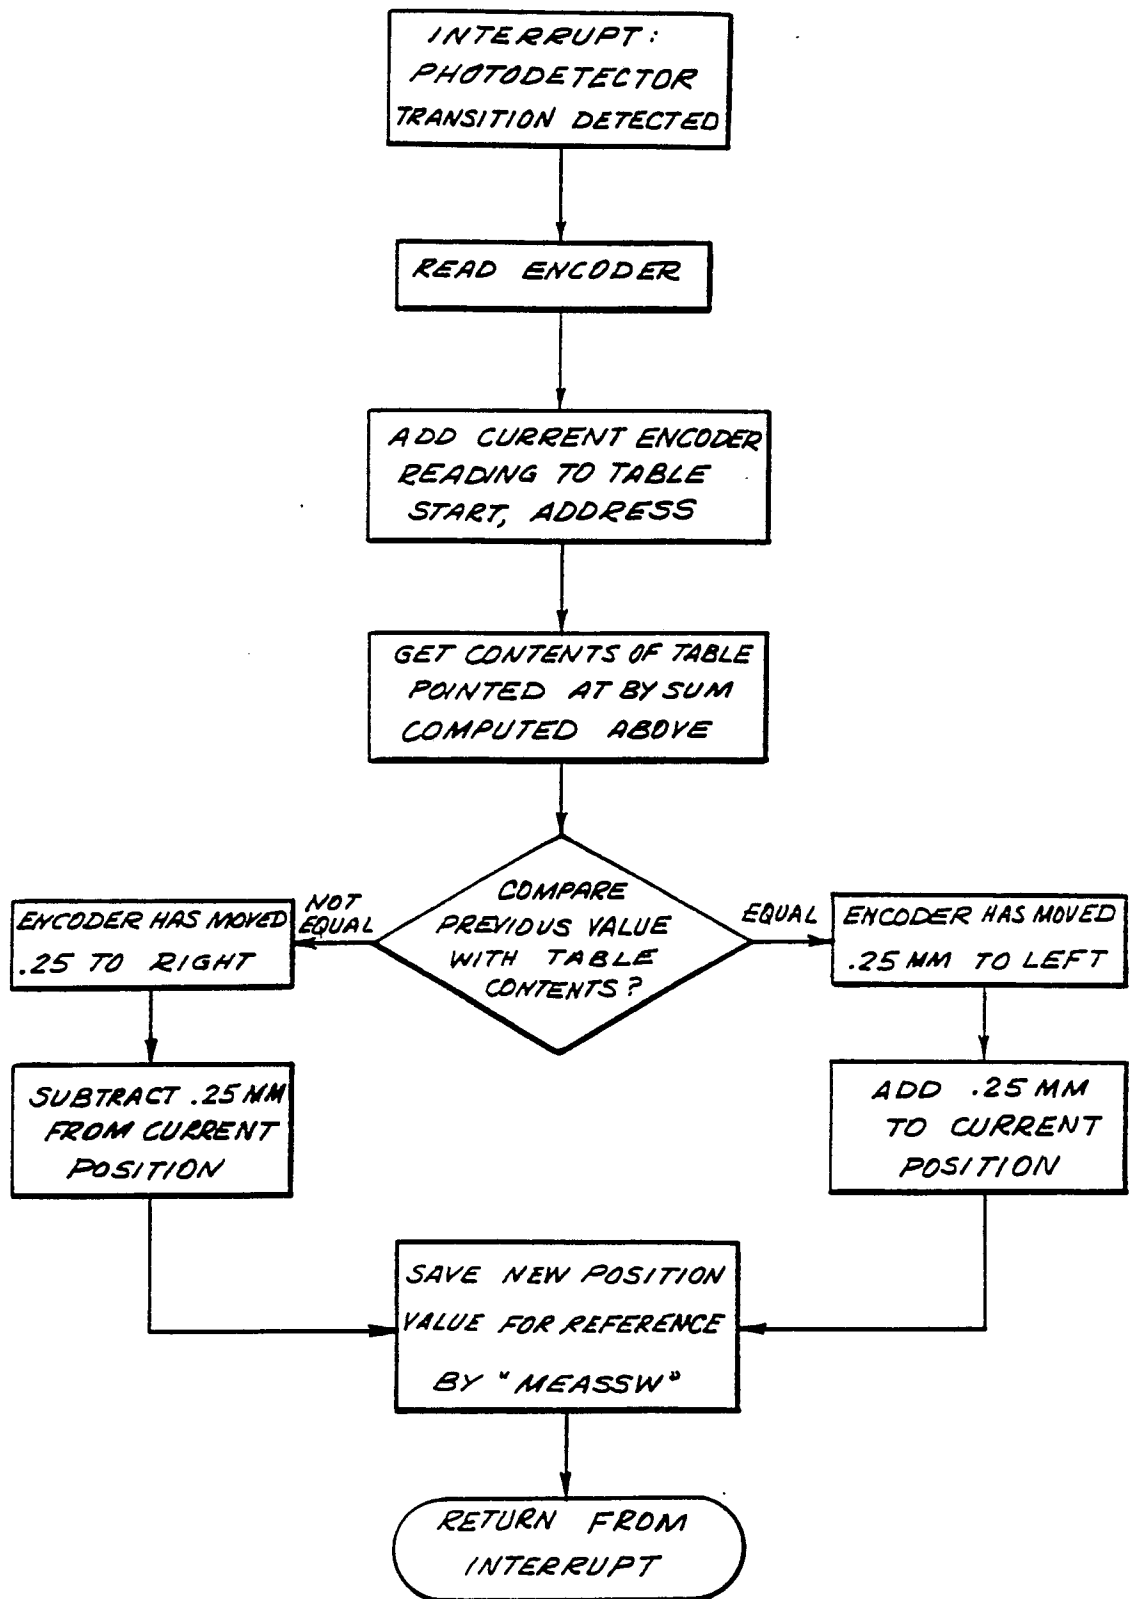 INTERRUPT:
PHOTODETECTOR
TRANSITION DETECTED
READ ENCODER
ADD CURRENT ENCODER
READING TO TABLE
START, ADDRESS
GET CONTENTS OF TABLE
POINTED AT BY SUM
COMPUTED ABOVE
COMPARE
PREVIOUS VALUE
WITH TABLE
CONTENTS?
NOT
EQUAL
EQUAL
ENCODER HAS MOVED
.25 TO RIGHT
ENCODER HAS MOVED
.25 MM TO LEFT
SUBTRACT .25 MM
FROM CURRENT
POSITION
ADD .25 MM
TO CURRENT
POSITION
SAVE NEW POSITION
VALUE FOR REFERENCE
BY "MEASSW"
RETURN FROM
INTERRUPT